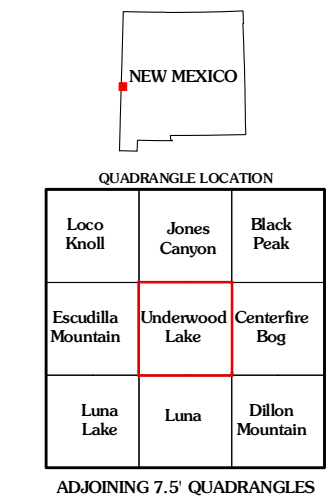 NEW MEXICO
QUADRANGLE LOCATION
Loco
Knoll
Jones
Canyon
Black
Peak
Escudilla
Mountain
Underwood
Lake
Centerfire
Bog
Luna
Lake
Luna
Dillon
Mountain
ADJOINING 7.5' QUADRANGLES